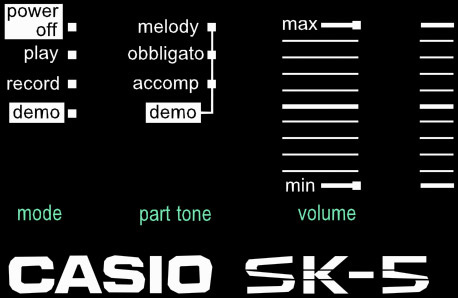 power
off
play
record
demo
melody
obbligato
accomp
demo
max
min
mode
part tone
volume
CASIO SK-5